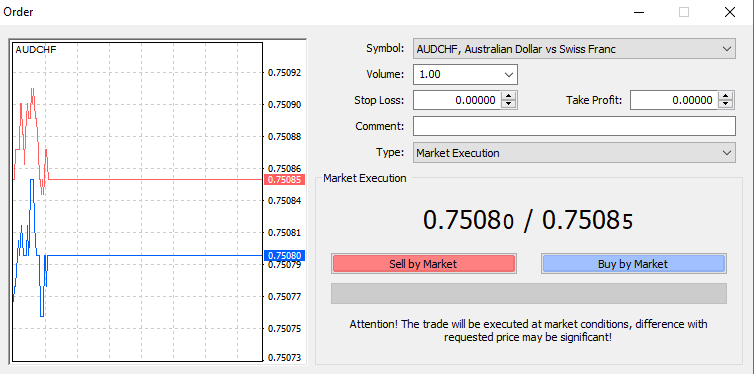 Order
AUDCHF
0.75092
0.75090
0.75088
0.75086
0.75085
0.75084
0.75081
0.75080
0.75079
0.75077
0.75075
0.75073
Symbol: AUDCHF, Australian Dollar vs Swiss Franc
Volume: 1.00
Stop Loss: 0.00000 Take Profit: 0.00000
Comment:
Type: Market Execution
Market Execution
0.75080 / 0.75085
Sell by Market Buy by Market
Attention! The trade will be executed at market conditions, difference with
requested price may be significant!